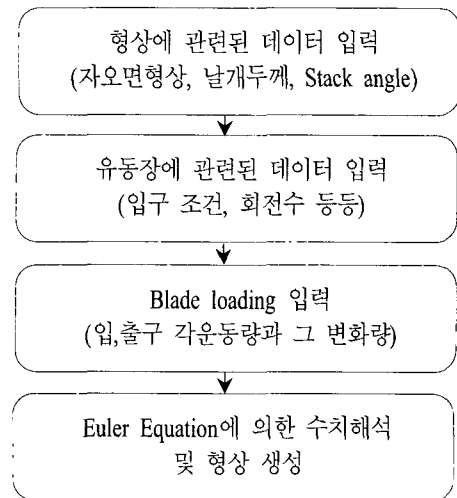 형상에 관련된 데이터 입력
(자오면형상, 날개두께, Stack angle)
유동장에 관련된 데이터 입력
(입구 조건, 회전수 등등)
Blade loading 입력
(입,출구 각운동량과 그 변화량)
Euler Equation에 의한 수치해석
및 형상 생성